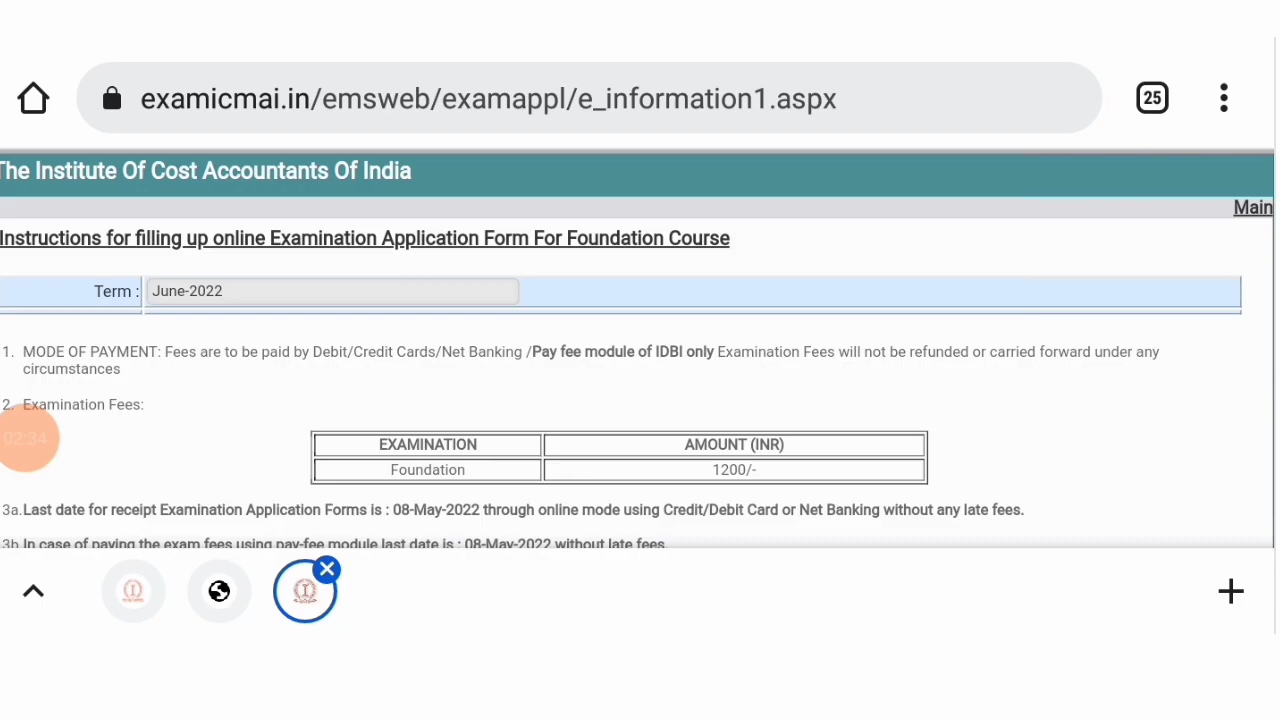 examicmai.in/emsweb/examappl/e_information1.aspx
25
The Institute Of Cost Accountants Of India
Main
Instructions for filling up online Examination Application Form For Foundation Course
Term :
June-2022
1. MODE OF PAYMENT: Fees are to be paid by Debit/Credit Cards/Net Banking /Pay fee module of IDBI only Examination Fees will not be refunded or carried forward under any
circumstances
2. Examination Fees:
02:34
EXAMINATION AMOUNT (INR)
Foundation 1200/-
3a.Last date for receipt Examination Application Forms is : 08-May-2022 through online mode using Credit/Debit Card or Net Banking without any late fees.
3b In case of paying the exam fees using pay-fee module last date is : 08-May-2022 without late fees.